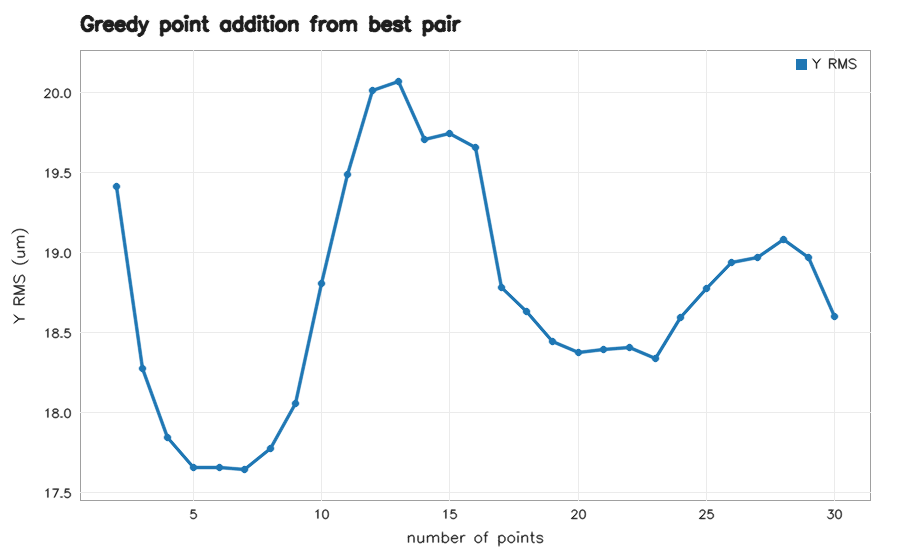 Greedy point addition from best pair
Y RMS
20.0
19.5
19.0
18.5
18.0
17.5
Y RMS (um)
5 10 15 20 25 30
number of points